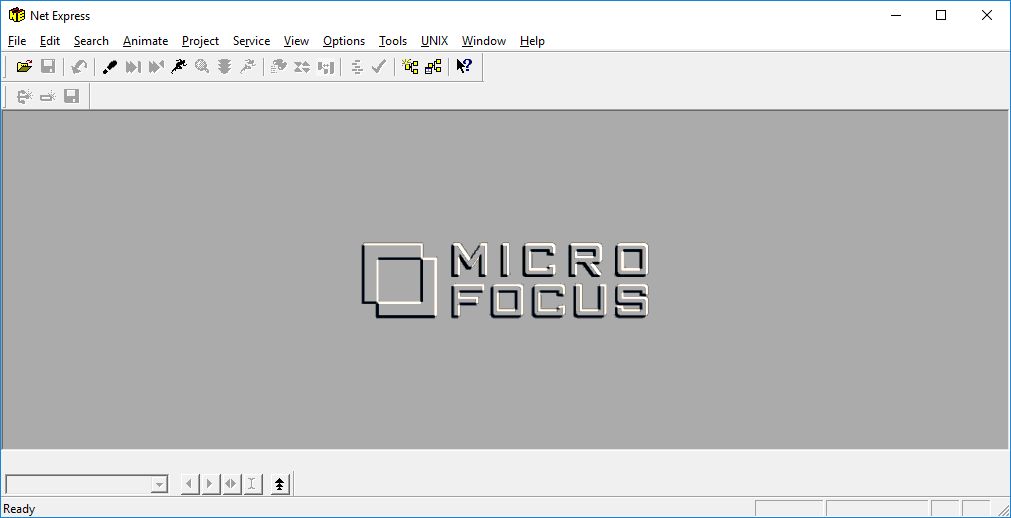 Net Express
File Edit Search Animate Project Service View Options Tools UNIX Window Help
MICRO
FOCUS
Ready